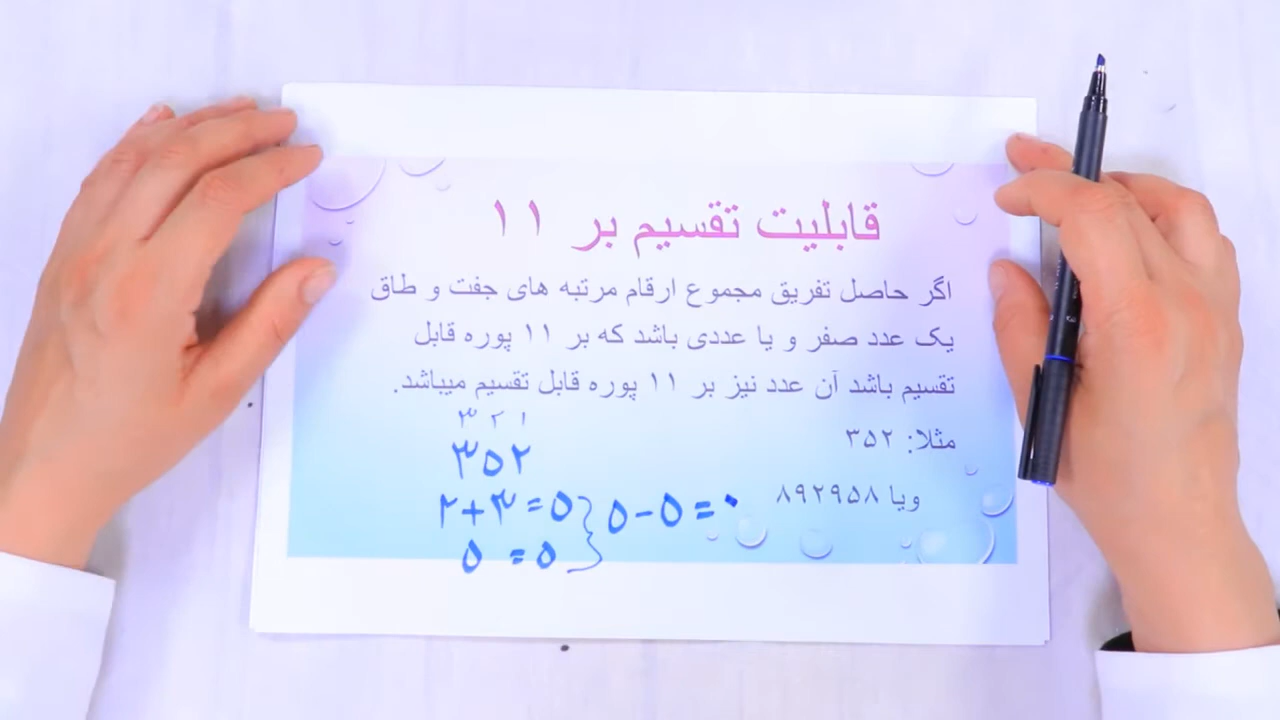 قابلیت تقسیم بر ۱۱
اگر حاصل تفریق مجموع ارقام مرتبه های جفت و طاق
یک عدد صفر و یا عددی باشد که بر ۱۱ پوره قابل
تقسیم باشد آن عدد نیز بر ۱۱ پوره قابل تقسیم میباشد.
مثلا: ۳۵۲
ویا ۸۹۲۹۵۸
۳ ۲ ۱
۳۵۲
۲+۳=۵} ۵-۵=۰
۵ =۵